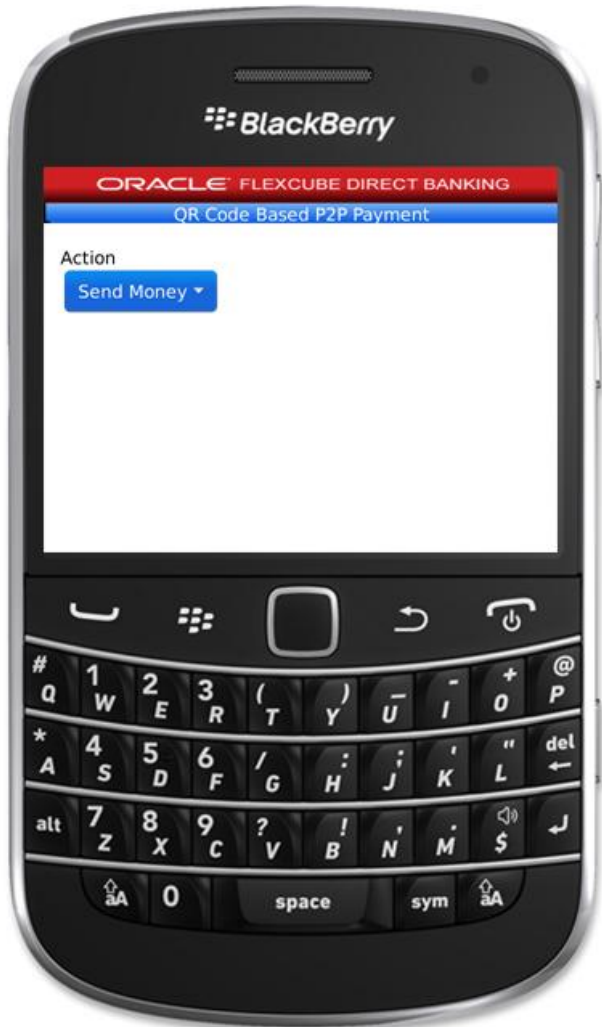 BlackBerry
ORACLE FLEXCUBE DIRECT BANKING
QR Code Based P2P Payment
Action
Send Money
# 1 2 3 ( ) _ - + @
Q W E R T Y U I O P
* 4 5 6 / : ; ' " del
A S D F G H J K L
alt 7 8 9 ? ! , . $
Z X C V B N M
aA 0 space sym aA